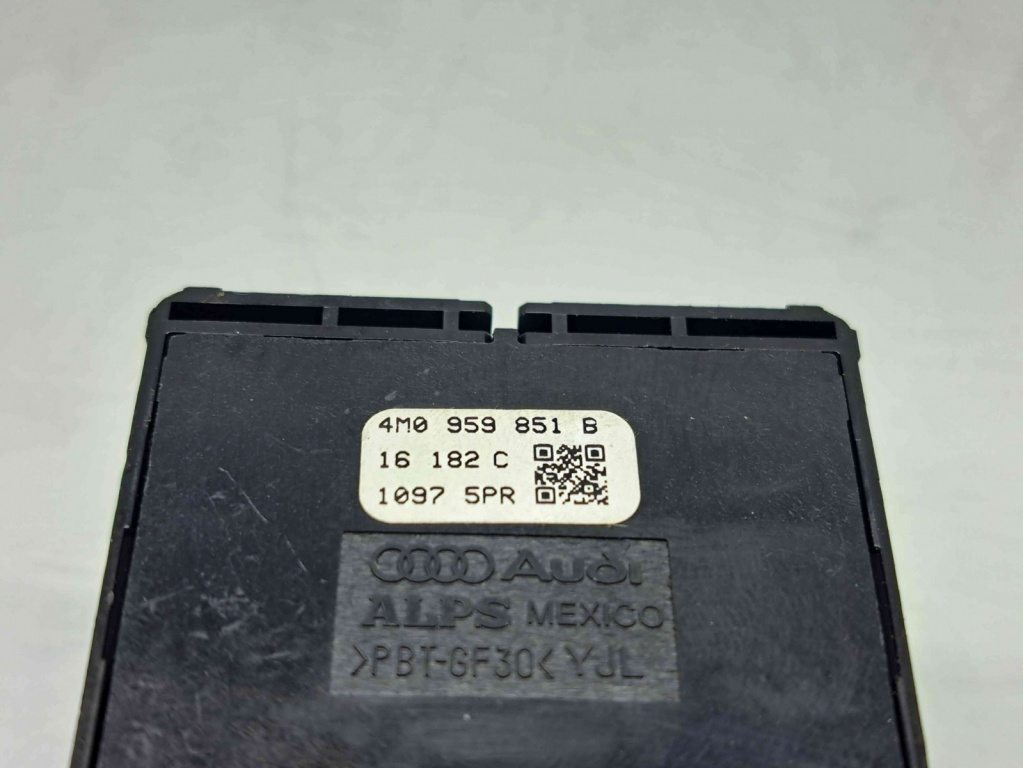 4M0 959 851 B
16 182 C
1097 5PR
Audi
ALPS MEXICO
>PBT-GF30< YJL